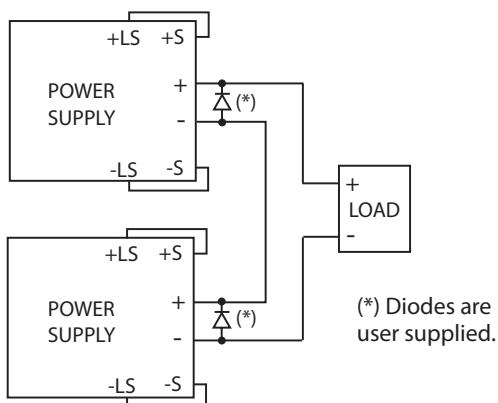 +LS +S
POWER
SUPPLY
+
-
(*)
-LS -S
+
LOAD
-
+LS +S
POWER
SUPPLY
+
-
(*)
-LS -S
(*) Diodes are
user supplied.